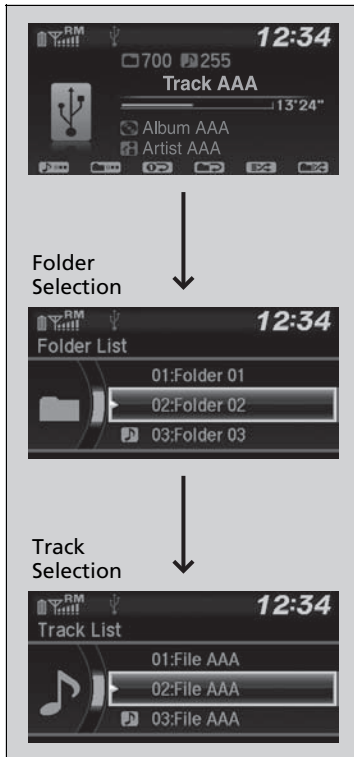 RM 12:34
700 255
Track AAA
13'24"
Album AAA
Artist AAA
Folder
Selection
RM 12:34
Folder List
01:Folder 01
02:Folder 02
03:Folder 03
Track
Selection
RM 12:34
Track List
01:File AAA
02:File AAA
03:File AAA